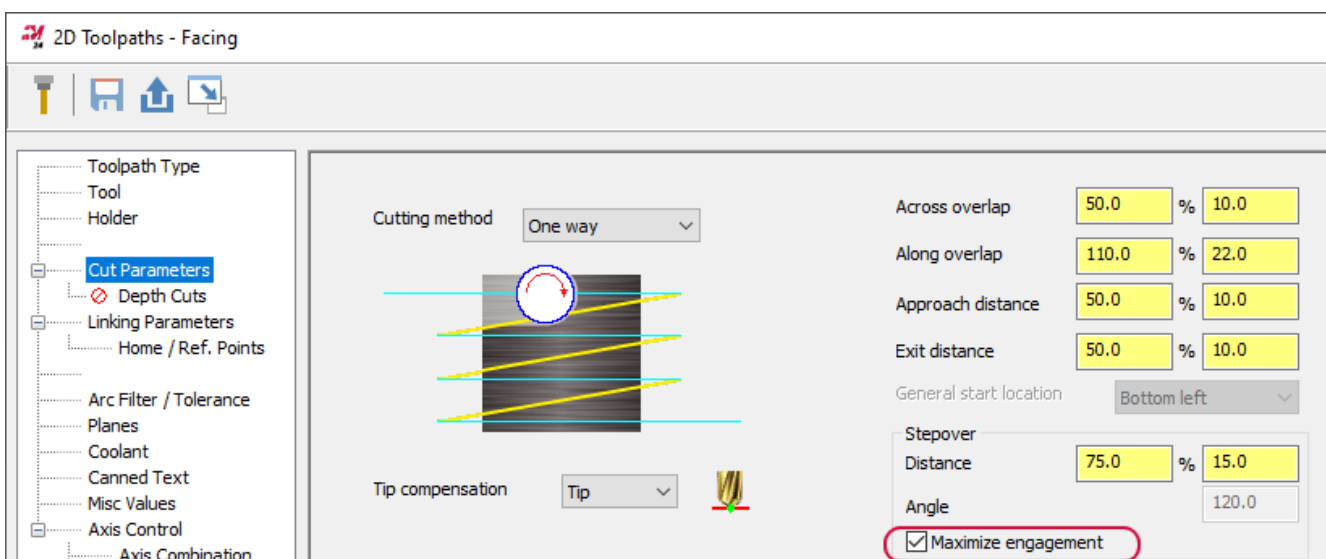 2D Toolpaths - Facing
Toolpath Type
Tool
Holder
Cut Parameters
Depth Cuts
Linking Parameters
Home / Ref. Points
Arc Filter / Tolerance
Planes
Coolant
Canned Text
Misc Values
Axis Control
Axis Combination
Cutting method One way
Tip compensation Tip
Across overlap 50.0 % 10.0
Along overlap 110.0 % 22.0
Approach distance 50.0 % 10.0
Exit distance 50.0 % 10.0
General start location Bottom left
Stepover
Distance 75.0 % 15.0
Angle 120.0
Maximize engagement